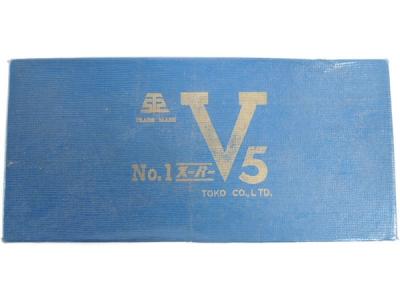 TRADE MARK
V5
No.1スーパー
TOKO CO.,LTD.